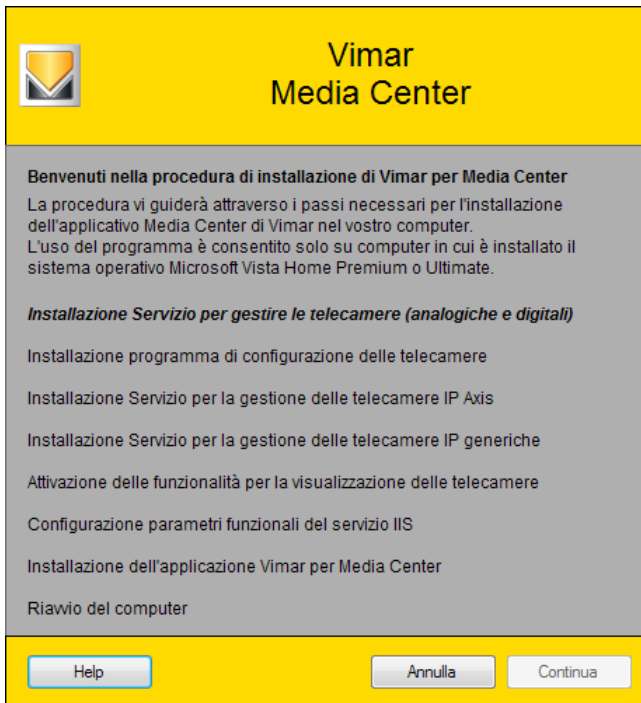 Vimar
Media Center
Benvenuti nella procedura di installazione di Vimar per Media Center
La procedura vi guiderà attraverso i passi necessari per l'installazione
dell'applicativo Media Center di Vimar nel vostro computer.
L'uso del programma è consentito solo su computer in cui è installato il
sistema operativo Microsoft Vista Home Premium o Ultimate.
Installazione Servizio per gestire le telecamere (analogiche e digitali)
Installazione programma di configurazione delle telecamere
Installazione Servizio per la gestione delle telecamere IP Axis
Installazione Servizio per la gestione delle telecamere IP generiche
Attivazione delle funzionalità per la visualizzazione delle telecamere
Configurazione parametri funzionali del servizio IIS
Installazione dell'applicazione Vimar per Media Center
Riavvio del computer
Help Annulla Continua